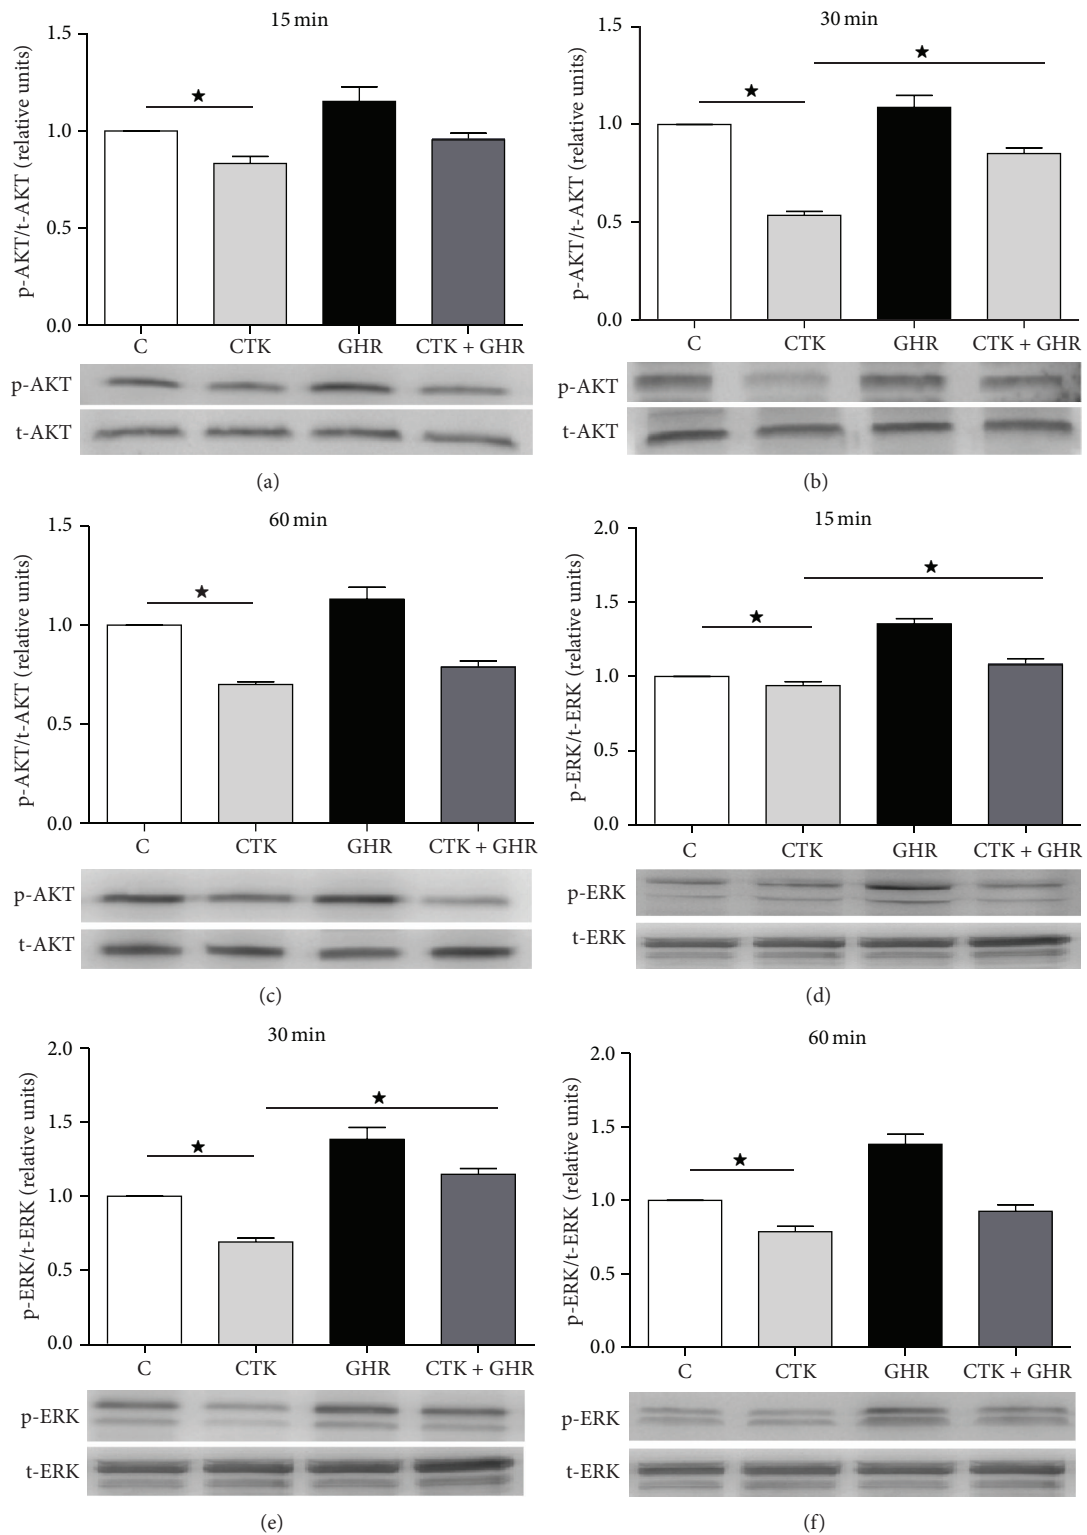 15 min
p-AKT/t-AKT (relative units)
1.5
1.0
0.5
0.0
C CTK GHR CTK + GHR
p-AKT
t-AKT
(a)
30 min
p-AKT/t-AKT (relative units)
1.5
1.0
0.5
0.0
C CTK GHR CTK + GHR
p-AKT
t-AKT
(b)
60 min
p-AKT/t-AKT (relative units)
1.5
1.0
0.5
0.0
C CTK GHR CTK + GHR
p-AKT
t-AKT
(c)
15 min
p-ERK/t-ERK (relative units)
2.0
1.5
1.0
0.5
0.0
C CTK GHR CTK + GHR
p-ERK
t-ERK
(d)
30 min
p-ERK/t-ERK (relative units)
2.0
1.5
1.0
0.5
0.0
C CTK GHR CTK + GHR
p-ERK
t-ERK
(e)
60 min
p-ERK/t-ERK (relative units)
2.0
1.5
1.0
0.5
0.0
C CTK GHR CTK + GHR
p-ERK
t-ERK
(f)